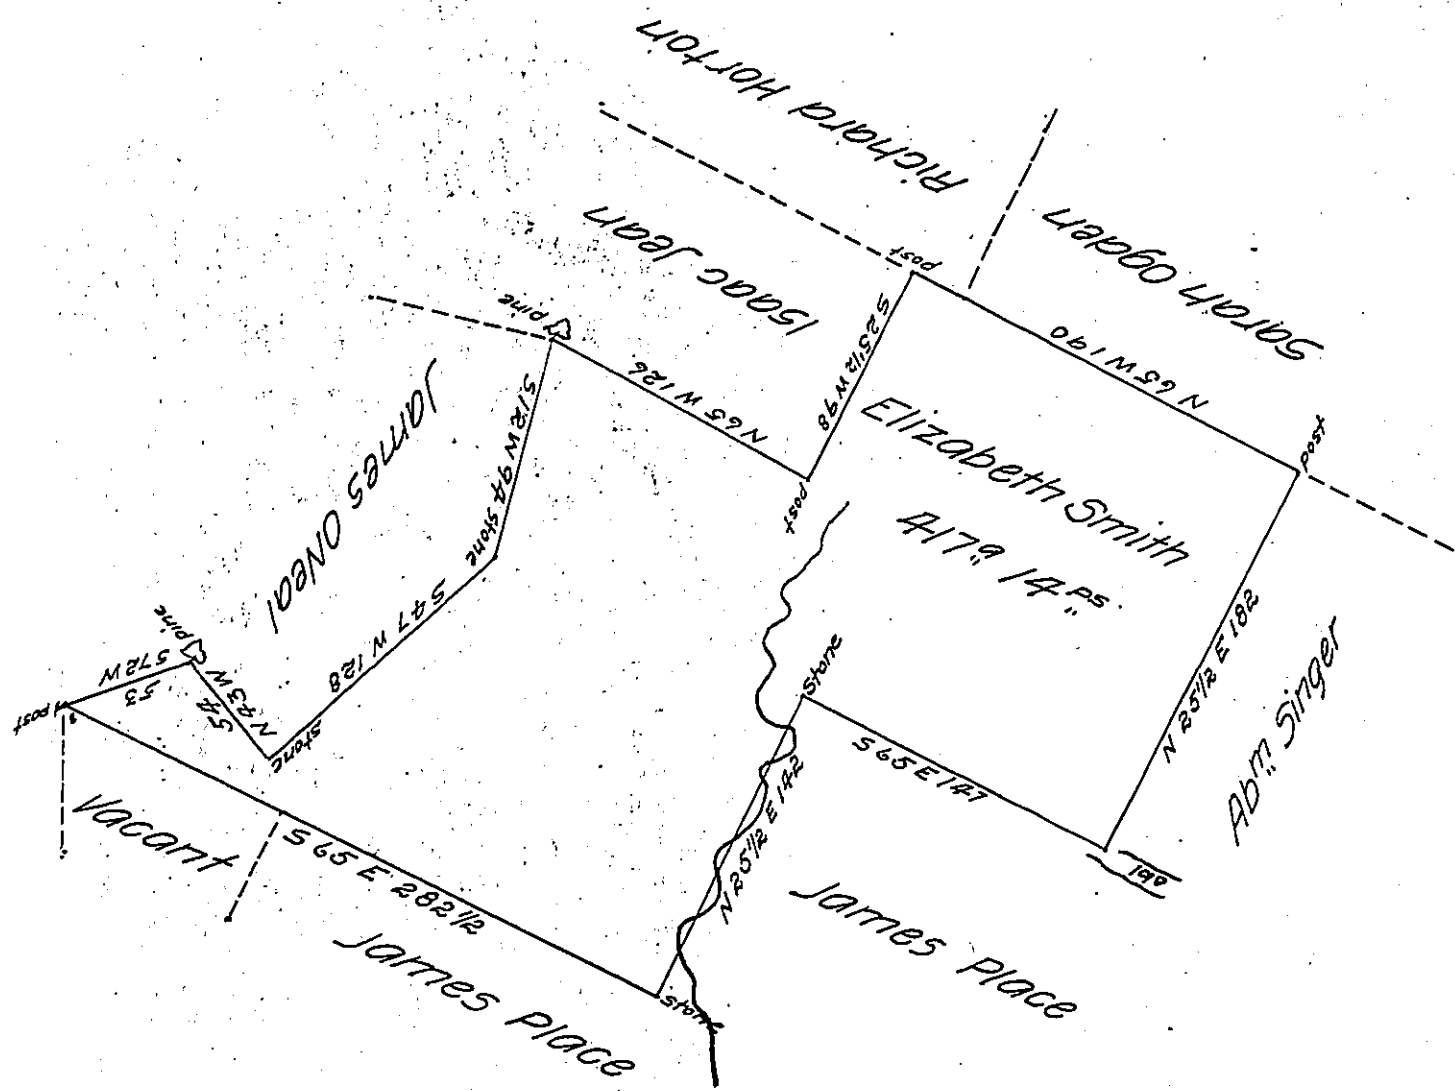 Richard Horton
Sarah Ogden
Isaac Jean
post
pine
N 65 W 190
S 25 1/2 W 98
N 65 W 126
post
Elizabeth Smith
417ª 14 ps
post
S 12 W 94
stone
James ONeal
S 47 W 128
pine
S 72 W
53
N 43 W
54
stone
post
N 25 1/2 E 182
Abm Singer
stone
S 65 E 147
N 25 1/2 E 142
Vacant
S 65 E 282 1/2
James Place
James Place
stone